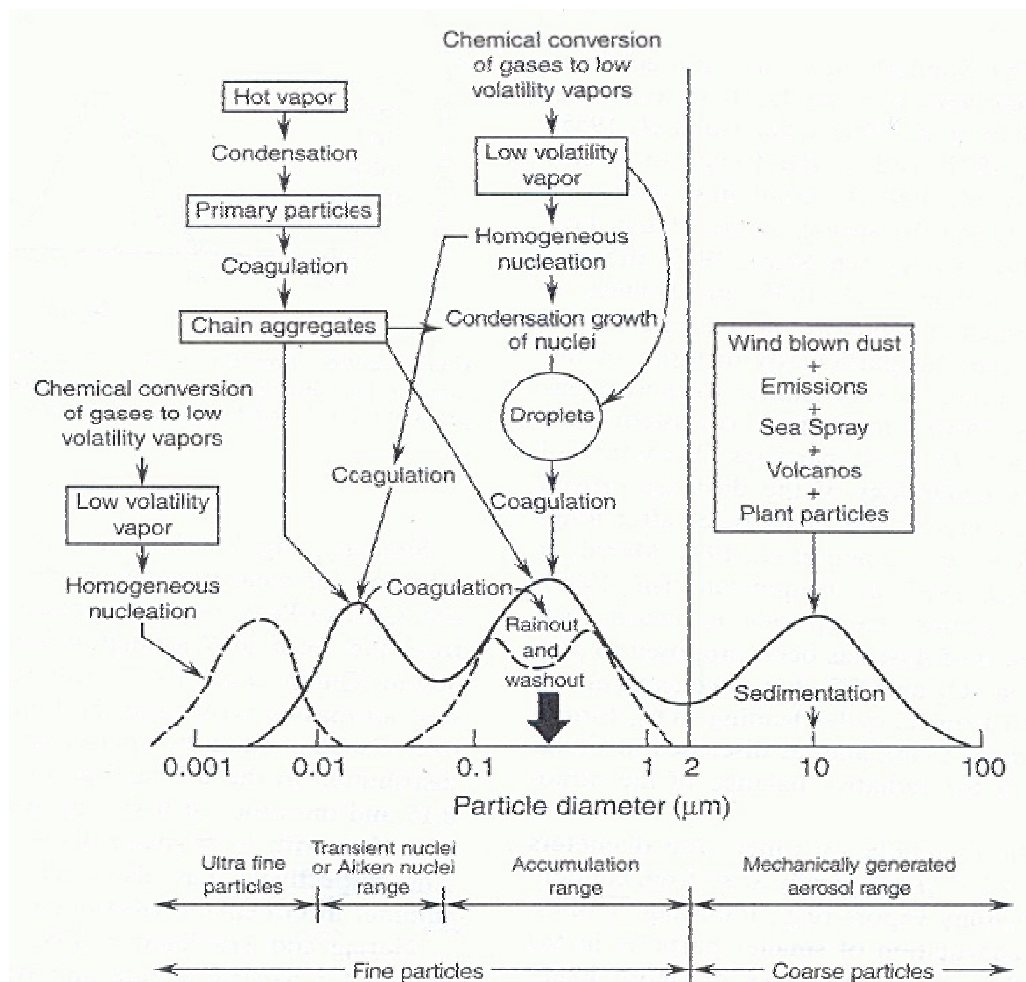 Chemical conversion
of gases to low
volatility vapors
Hot vapor
Condensation
Low volatility
vapor
Primary particles
Homogeneous
nucleation
Coagulation
Chain aggregates
Condensation growth
of nuclei
Wind blown dust
+
Emissions
+
Sea Spray
+
Volcanos
+
Plant particles
Chemical conversion
of gases to low
volatility vapors
Droplets
Coagulation
Coagulation
Low volatility
vapor
Homogeneous
nucleation
Coagulation
Rainout
and
washout
Sedimentation
0.001 0.01 0.1 1 2 10 100
Particle diameter (μm)
Ultra fine
particles
Transient nuclei
or Aitken nuclei
range
Accumulation
range
Mechanically generated
aerosol range
Fine particles
Coarse particles